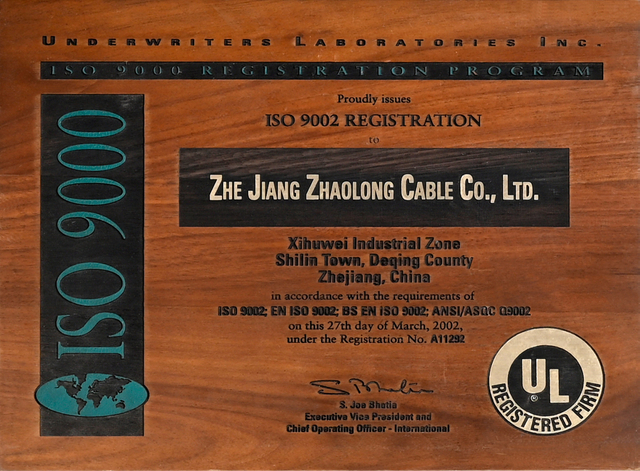 UNDERWRITERS LABORATORIES INC.
ISO 9000 REGISTRATION PROGRAM
ISO 9000
Proudly issues
ISO 9002 REGISTRATION
to
ZHE JIANG ZHAOLONG CABLE CO., LTD.
Xihuwei Industrial Zone
Shilin Town, Deqing County
Zhejiang, China
in accordance with the requirements of
ISO 9002; EN ISO 9002; BS EN ISO 9002; ANSI/ASQC Q9002
on this 27th day of March, 2002,
under the Registration No. A11292
S. Joe Bhatia
Executive Vice President and
Chief Operating Officer - International
UL
®
REGISTERED FIRM